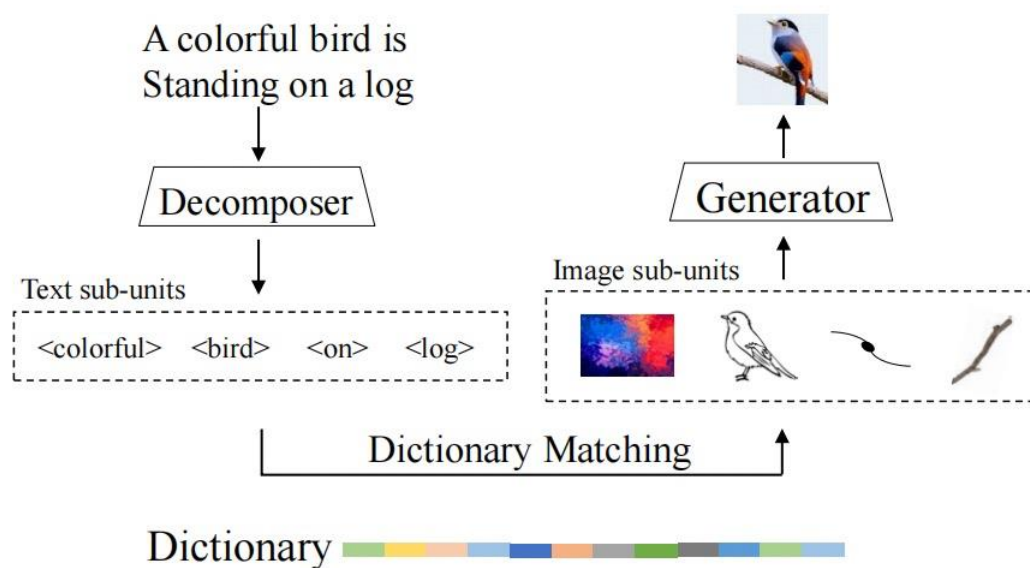 A colorful bird is
Standing on a log
Decomposer
Text sub-units
<colorful> <bird> <on> <log>
Dictionary Matching
Generator
Image sub-units
Dictionary